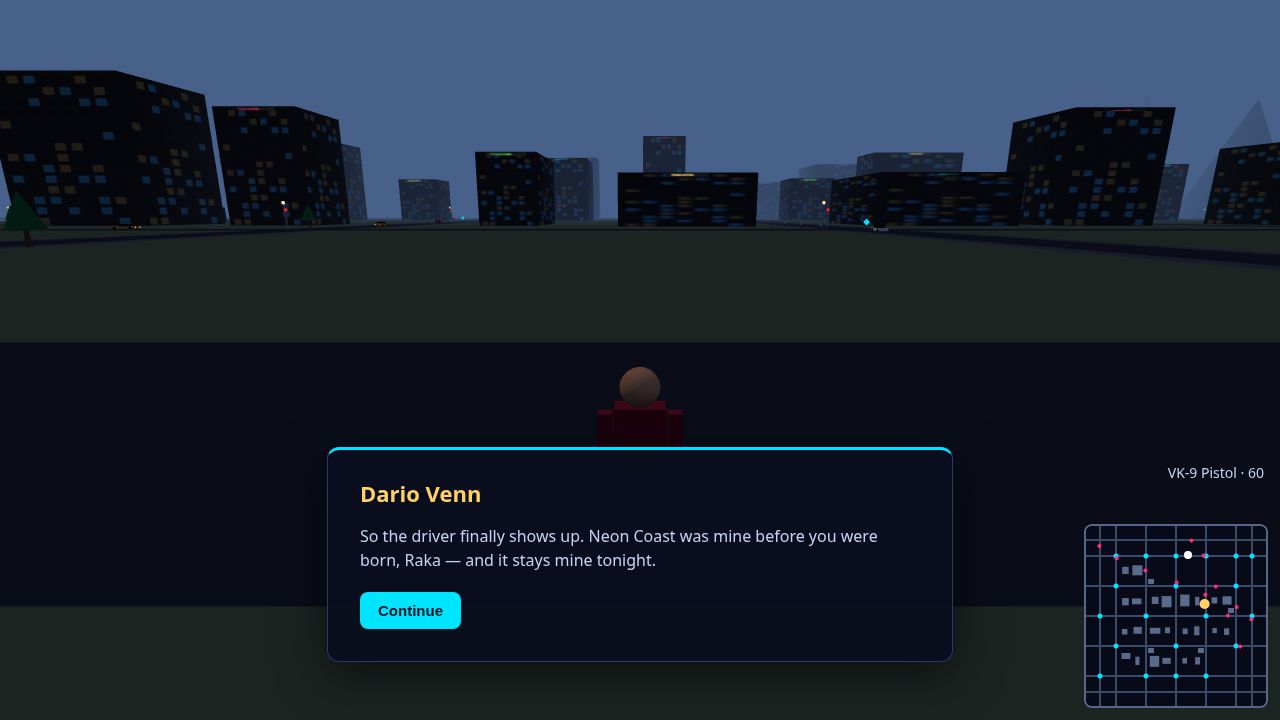 Dario Venn
So the driver finally shows up. Neon Coast was mine before you were
born, Raka — and it stays mine tonight.
Continue
VK-9 Pistol · 60